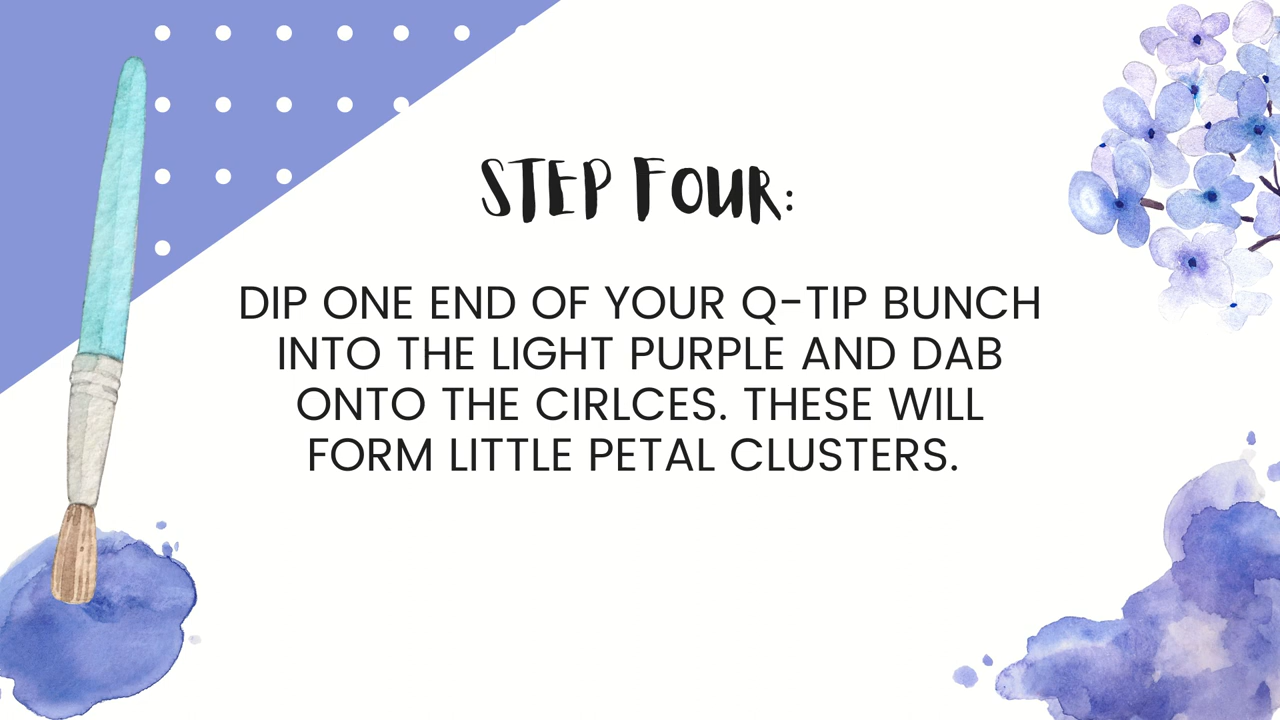 STEP FOUR:
DIP ONE END OF YOUR Q-TIP BUNCH
INTO THE LIGHT PURPLE AND DAB
ONTO THE CIRLCES. THESE WILL
FORM LITTLE PETAL CLUSTERS.